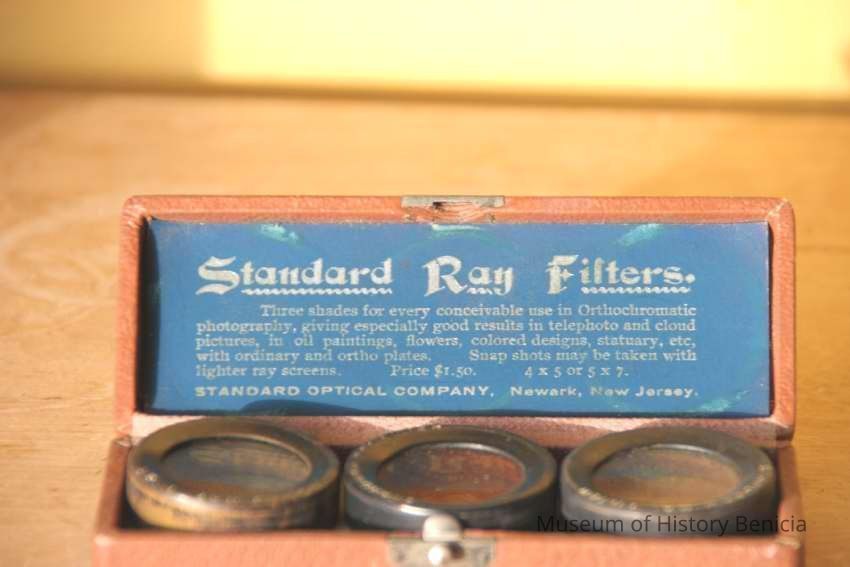 Standard Ray Filters.
Three shades for every conceivable use in Orthochromatic
photography, giving especially good results in telephoto and cloud
pictures, in oil paintings, flowers, colored designs, statuary, etc,
with ordinary and ortho plates. Snap shots may be taken with
lighter ray screens. Price $1.50. 4 x 5 or 5 x 7.
STANDARD OPTICAL COMPANY, Newark, New Jersey.
Museum of History Benicia